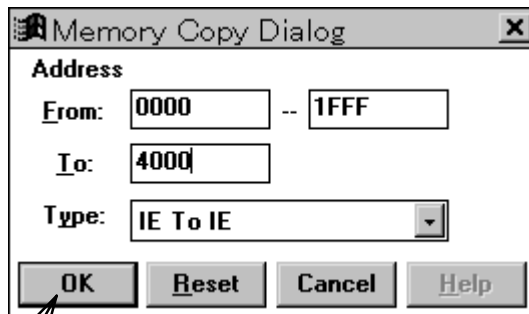 Memory Copy Dialog
Address
From: 0000 -- 1FFF
To: 4000
Type: IE To IE
OK Reset Cancel Help